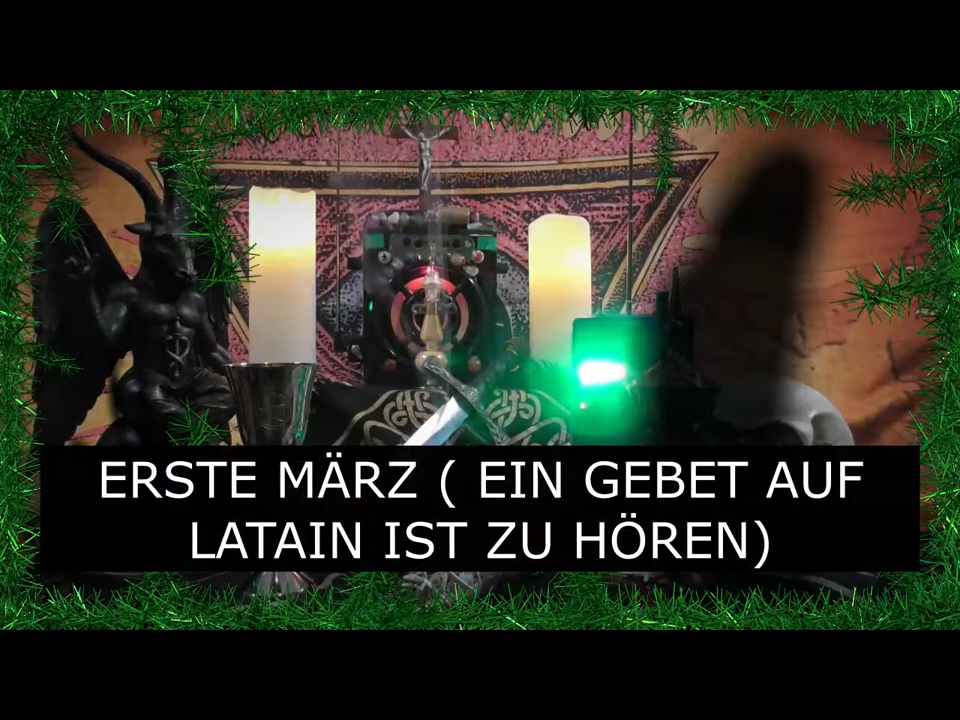 ERSTE MÄRZ ( EIN GEBET AUF
LATAIN IST ZU HÖREN)